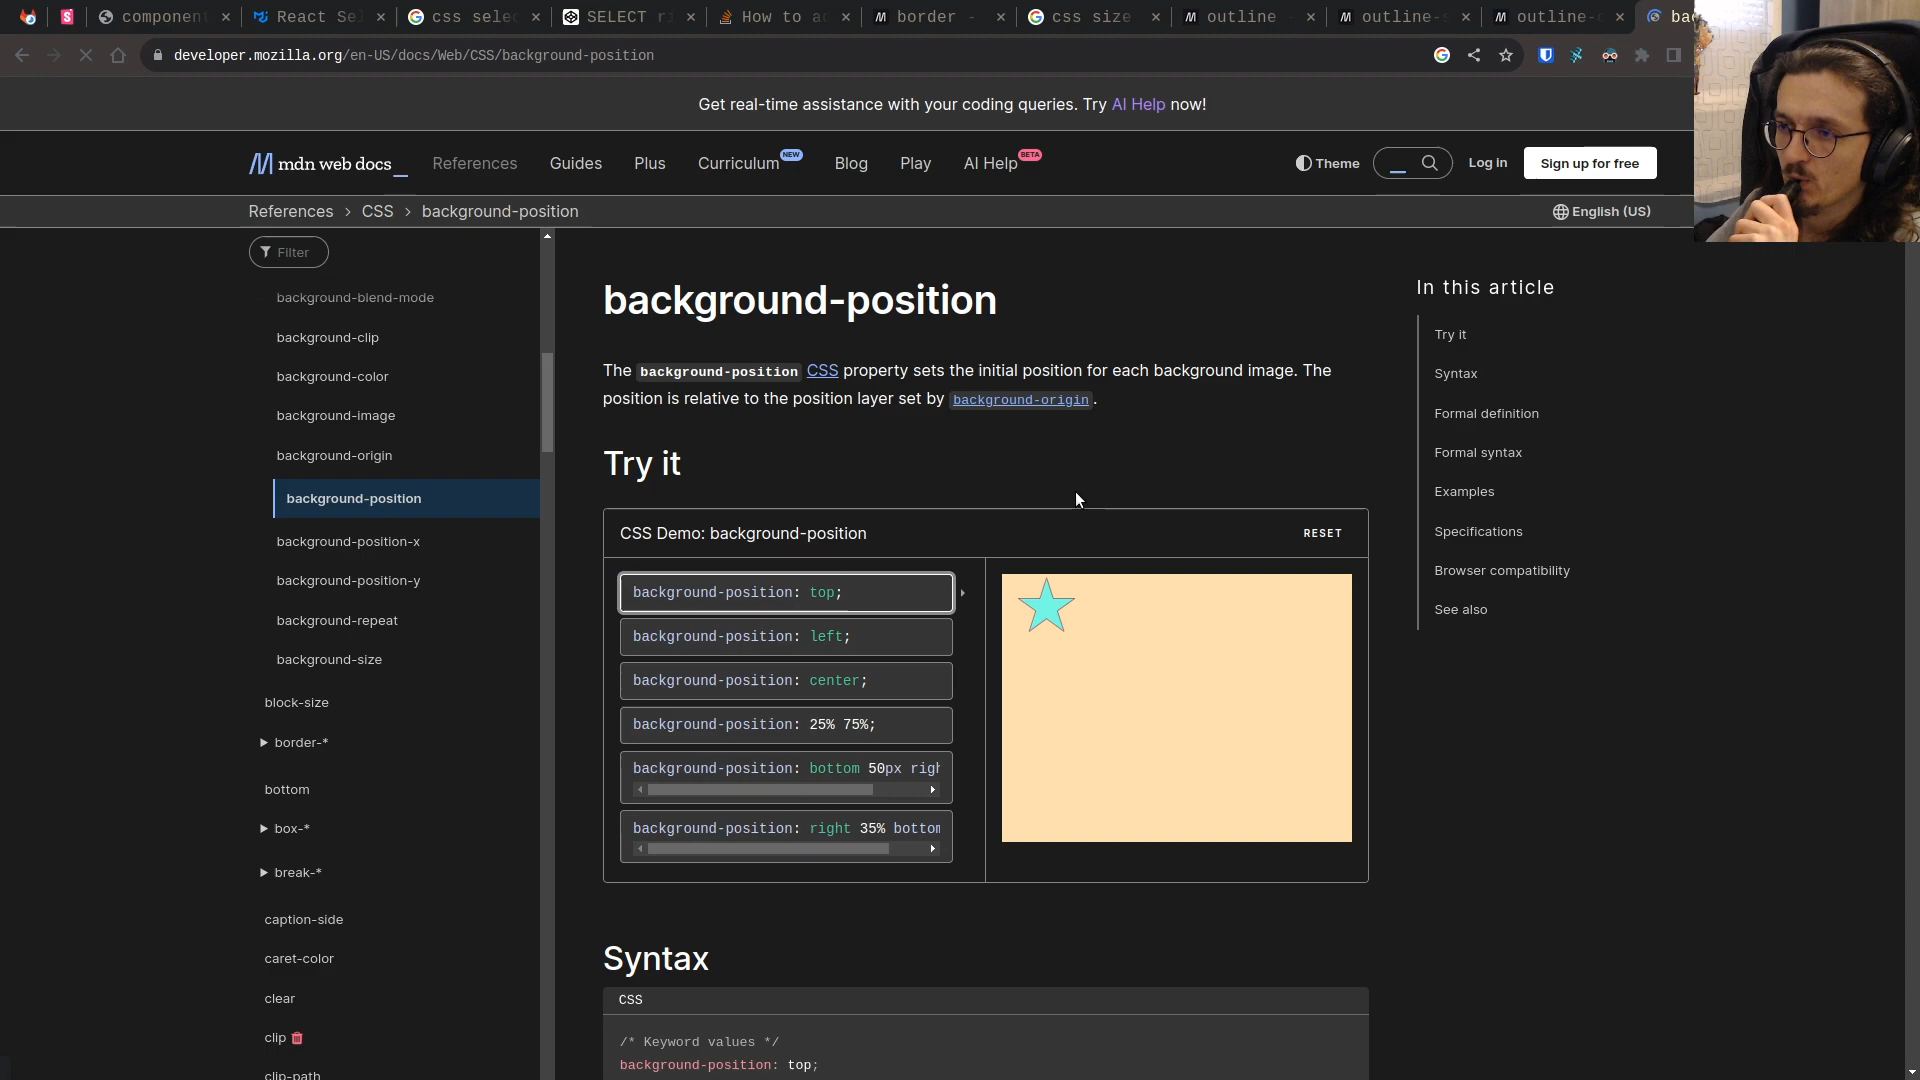 component
React Sel
css selec
SELECT ri
How to a
border -
css size
outline
outline-s
outline-c
bac
developer.mozilla.org/en-US/docs/Web/CSS/background-position
Get real-time assistance with your coding queries. Try AI Help now!
mdn web docs_
References
Guides
Plus
Curriculum NEW
Blog
Play
AI Help BETA
Theme
Log in
Sign up for free
References > CSS > background-position
English (US)
Filter
background-blend-mode
background-clip
background-color
background-image
background-origin
background-position
background-position-x
background-position-y
background-repeat
background-size
block-size
border-*
bottom
box-*
break-*
caption-side
caret-color
clear
clip
clip-path
background-position
The background-position CSS property sets the initial position for each background image. The
position is relative to the position layer set by background-origin.
Try it
CSS Demo: background-position
RESET
background-position: top;
background-position: left;
background-position: center;
background-position: 25% 75%;
background-position: bottom 50px righ
background-position: right 35% bottom
Syntax
CSS
/* Keyword values */
background-position: top;
In this article
Try it
Syntax
Formal definition
Formal syntax
Examples
Specifications
Browser compatibility
See also